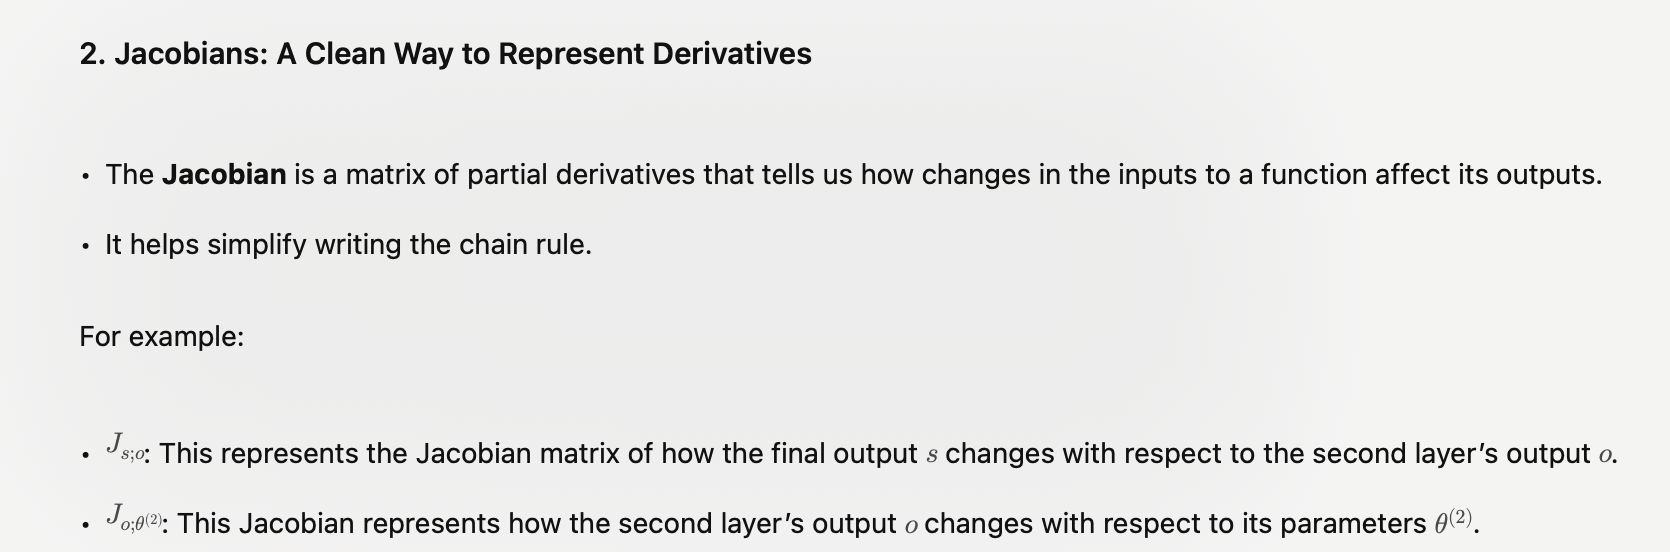 2. Jacobians: A Clean Way to Represent Derivatives
• The Jacobian is a matrix of partial derivatives that tells us how changes in the inputs to a function affect its outputs.
• It helps simplify writing the chain rule.
For example:
• J_{s;o}: This represents the Jacobian matrix of how the final output s changes with respect to the second layer’s output o.
• J_{o;θ^{(2)}}: This Jacobian represents how the second layer’s output o changes with respect to its parameters θ^{(2)}.